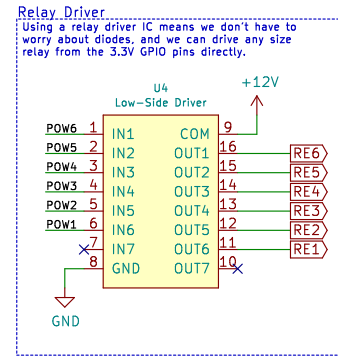 Relay Driver
Using a relay driver IC means we don't have to
worry about diodes, and we can drive any size
relay from the 3.3V GPIO pins directly.
+12V
U4
Low-Side Driver
POW6 1 IN1 COM 9
POW5 2 IN2 OUT1 16 RE6
POW4 3 IN3 OUT2 15 RE5
POW3 4 IN4 OUT3 14 RE4
POW2 5 IN5 OUT4 13 RE3
POW1 6 IN6 OUT5 12 RE2
7 IN7 OUT6 11 RE1
8 GND OUT7 10
GND